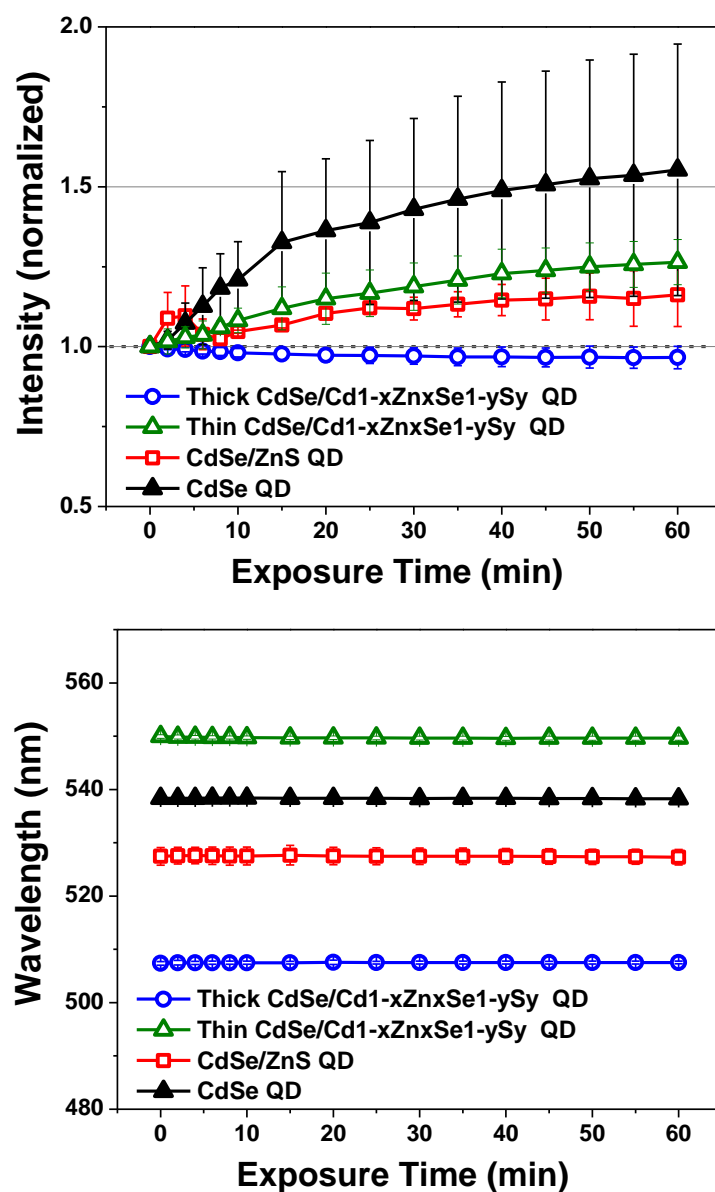 2.0
1.5
1.0
0.5
Intensity (normalized)
Thick CdSe/Cd1-xZnxSe1-ySy QD
Thin CdSe/Cd1-xZnxSe1-ySy QD
CdSe/ZnS QD
CdSe QD
0 10 20 30 40 50 60
Exposure Time (min)
560
540
520
500
480
Wavelength (nm)
Thick CdSe/Cd1-xZnxSe1-ySy QD
Thin CdSe/Cd1-xZnxSe1-ySy QD
CdSe/ZnS QD
CdSe QD
0 10 20 30 40 50 60
Exposure Time (min)